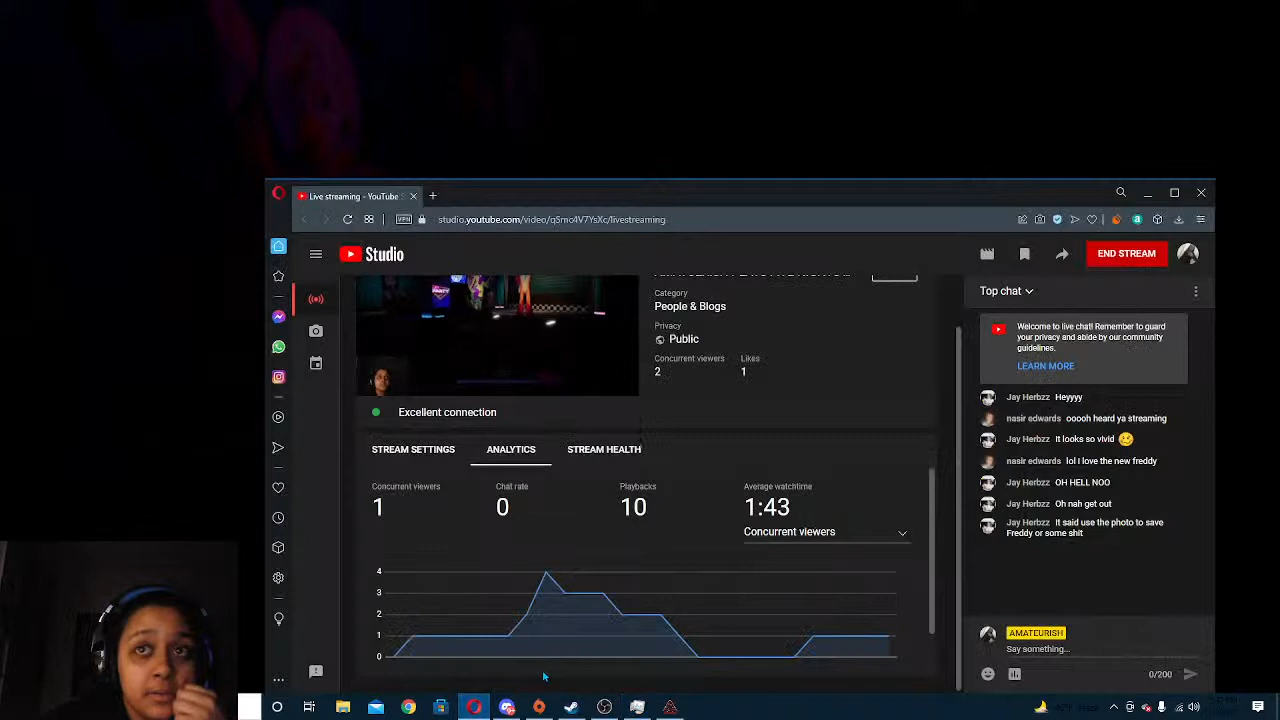 Live streaming - YouTube S
VPN
studio.youtube.com/video/q5mo4V7YsXc/livestreaming
Studio
END STREAM
Category
People & Blogs
Privacy
Public
Concurrent viewers
Likes
2
1
Excellent connection
STREAM SETTINGS
ANALYTICS
STREAM HEALTH
Concurrent viewers
Chat rate
Playbacks
Average watchtime
1
0
10
1:43
Concurrent viewers
4
3
2
1
0
Top chat
Welcome to live chat! Remember to guard
your privacy and abide by our community
guidelines.
LEARN MORE
Jay Herbzz Heyyyy
nasir edwards ooooh heard ya streaming
Jay Herbzz It looks so vivid
nasir edwards lol I love the new freddy
Jay Herbzz OH HELL NOO
Jay Herbzz Oh nah get out
Jay Herbzz It said use the photo to save
Freddy or some shit
AMATEURISH
Say something...
0/200